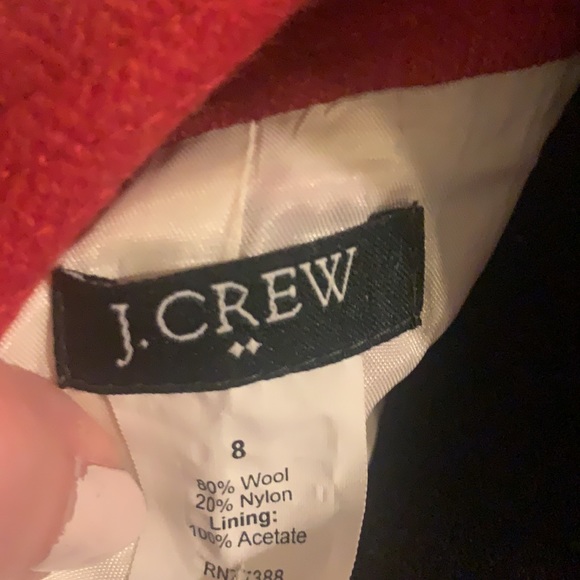 J.CREW
8
80% Wool
20% Nylon
Lining:
100% Acetate